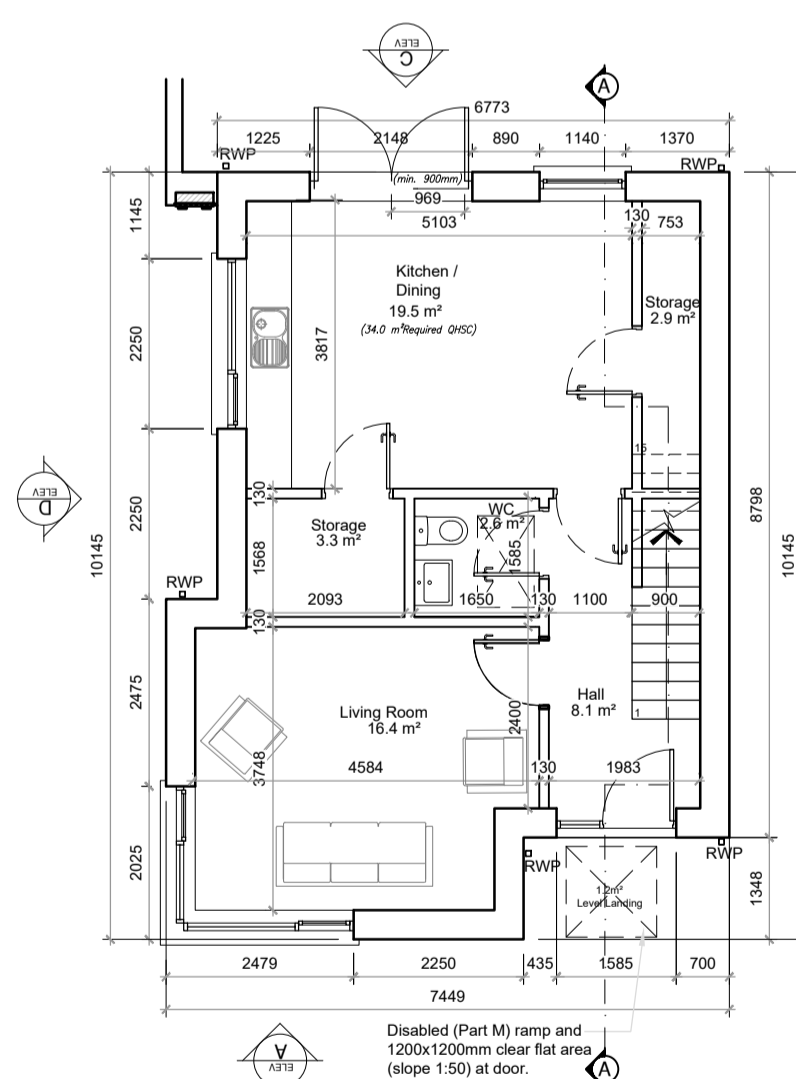 ELEV
C
A
6773
1225
2148
890
1140
1370
RWP
RWP
(min. 900mm)
969
5103
130
753
1145
Kitchen /
Dining
19.5 m²
(34.0 m²Required QHSC)
Storage
2.9 m²
3817
2250
15
ELEV
D
2250
130
Storage
3.3 m²
1568
WC
2.6 m²
1585
8798
10145
10145
RWP
2093
1650
130
1100
900
130
2475
Living Room
16.4 m²
2400
Hall
8.1 m²
1
3748
4584
130
1983
2025
RWP
RWP
1.2m²
Level Landing
1348
2479
2250
435
1585
700
7449
Disabled (Part M) ramp and
1200x1200mm clear flat area
(slope 1:50) at door.
A
ELEV
A